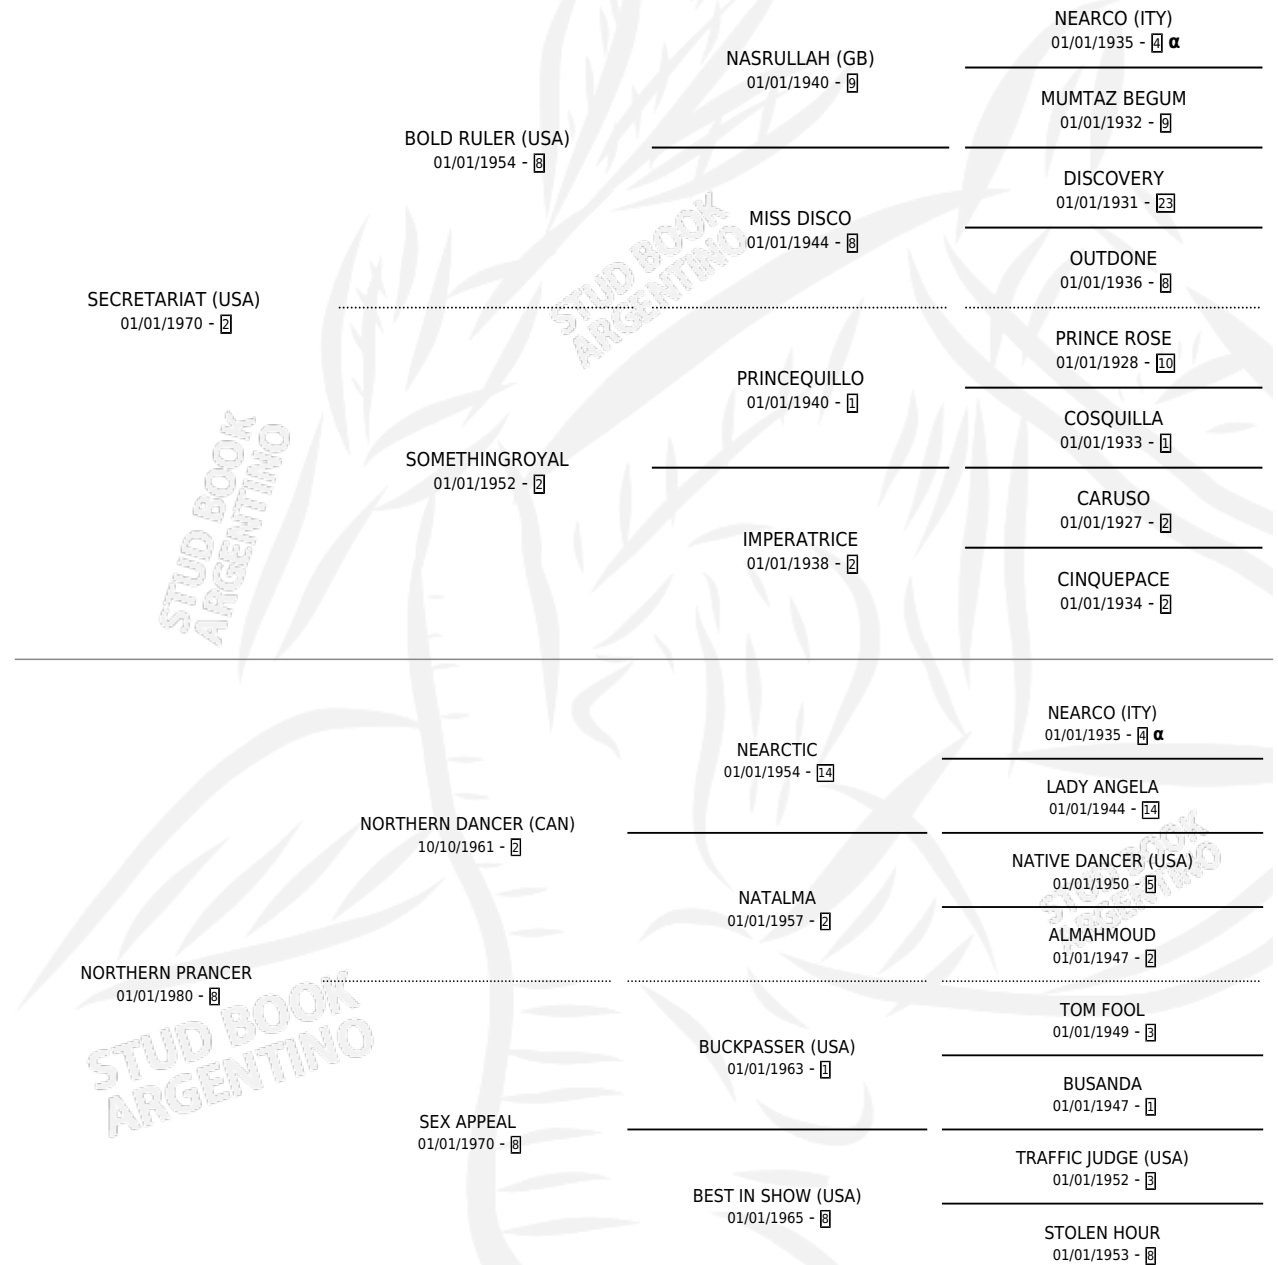 NEARCO (ITY)
01/01/1935 - 4 α
NASRULLAH (GB)
01/01/1940 - 9
MUMTAZ BEGUM
01/01/1932 - 9
BOLD RULER (USA)
01/01/1954 - 8
DISCOVERY
01/01/1931 - 23
MISS DISCO
01/01/1944 - 8
OUTDONE
01/01/1936 - 8
STUD BOOK
ARGENTINO
SECRETARIAT (USA)
01/01/1970 - 2
PRINCE ROSE
01/01/1928 - 10
PRINCEQUILLO
01/01/1940 - 1
COSQUILLA
01/01/1933 - 1
SOMETHINGROYAL
01/01/1952 - 2
CARUSO
01/01/1927 - 2
IMPERATRICE
01/01/1938 - 2
CINQUEPACE
01/01/1934 - 2
STUD BOOK
ARGENTINO
NEARCO (ITY)
01/01/1935 - 4 α
NEARCTIC
01/01/1954 - 14
LADY ANGELA
01/01/1944 - 14
NORTHERN DANCER (CAN)
10/10/1961 - 2
NATIVE DANCER (USA)
01/01/1950 - 5
NATALMA
01/01/1957 - 2
ALMAHMOUD
01/01/1947 - 2
STUD BOOK
ARGENTINO
NORTHERN PRANCER
01/01/1980 - 8
TOM FOOL
01/01/1949 - 3
BUCKPASSER (USA)
01/01/1963 - 1
BUSANDA
01/01/1947 - 1
SEX APPEAL
01/01/1970 - 8
TRAFFIC JUDGE (USA)
01/01/1952 - 3
BEST IN SHOW (USA)
01/01/1965 - 8
STOLEN HOUR
01/01/1953 - 8
STUD BOOK
ARGENTINO